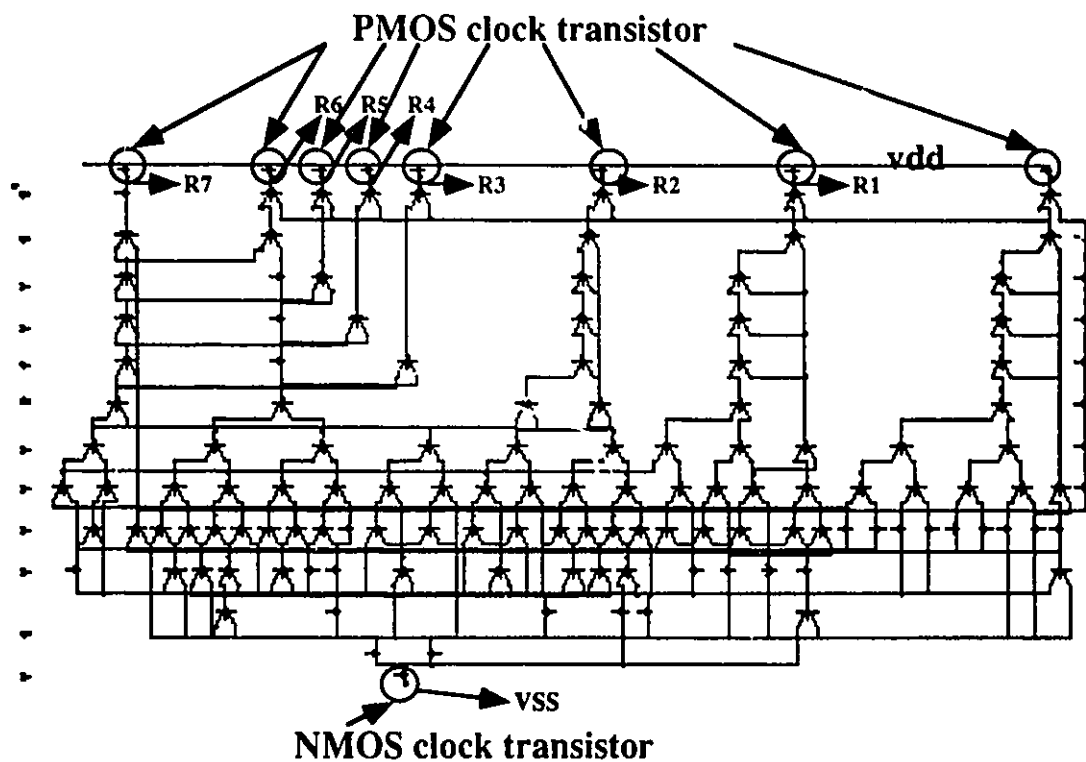 PMOS clock transistor
R6
R5
R4
vdd
R7
R3
R2
R1
VSS
NMOS clock transistor